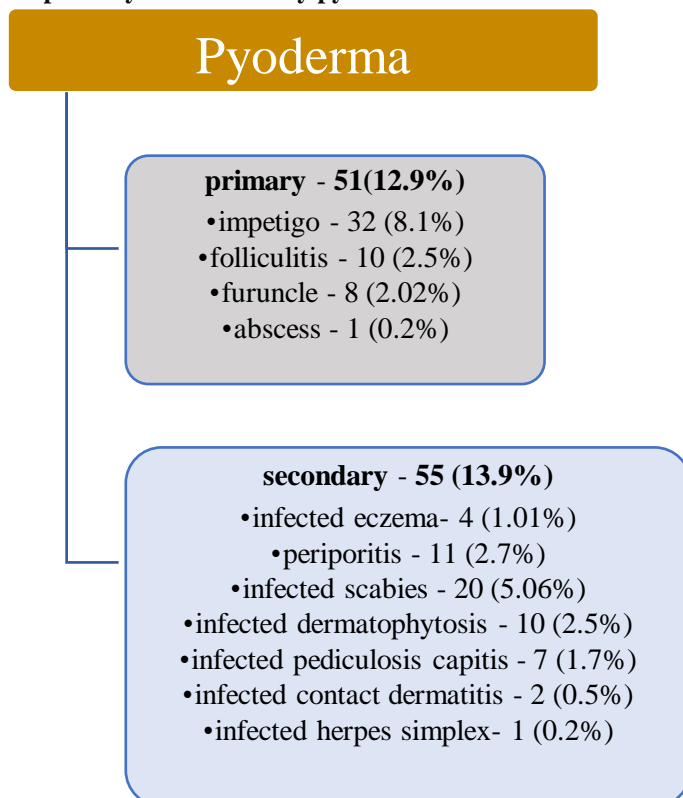 Pyoderma
primary - 51(12.9%)
•impetigo - 32 (8.1%)
•folliculitis - 10 (2.5%)
•furuncle - 8 (2.02%)
•abscess - 1 (0.2%)
secondary - 55 (13.9%)
•infected eczema- 4 (1.01%)
•periporitis - 11 (2.7%)
•infected scabies - 20 (5.06%)
•infected dermatophytosis - 10 (2.5%)
•infected pediculosis capitis - 7 (1.7%)
•infected contact dermatitis - 2 (0.5%)
•infected herpes simplex- 1 (0.2%)